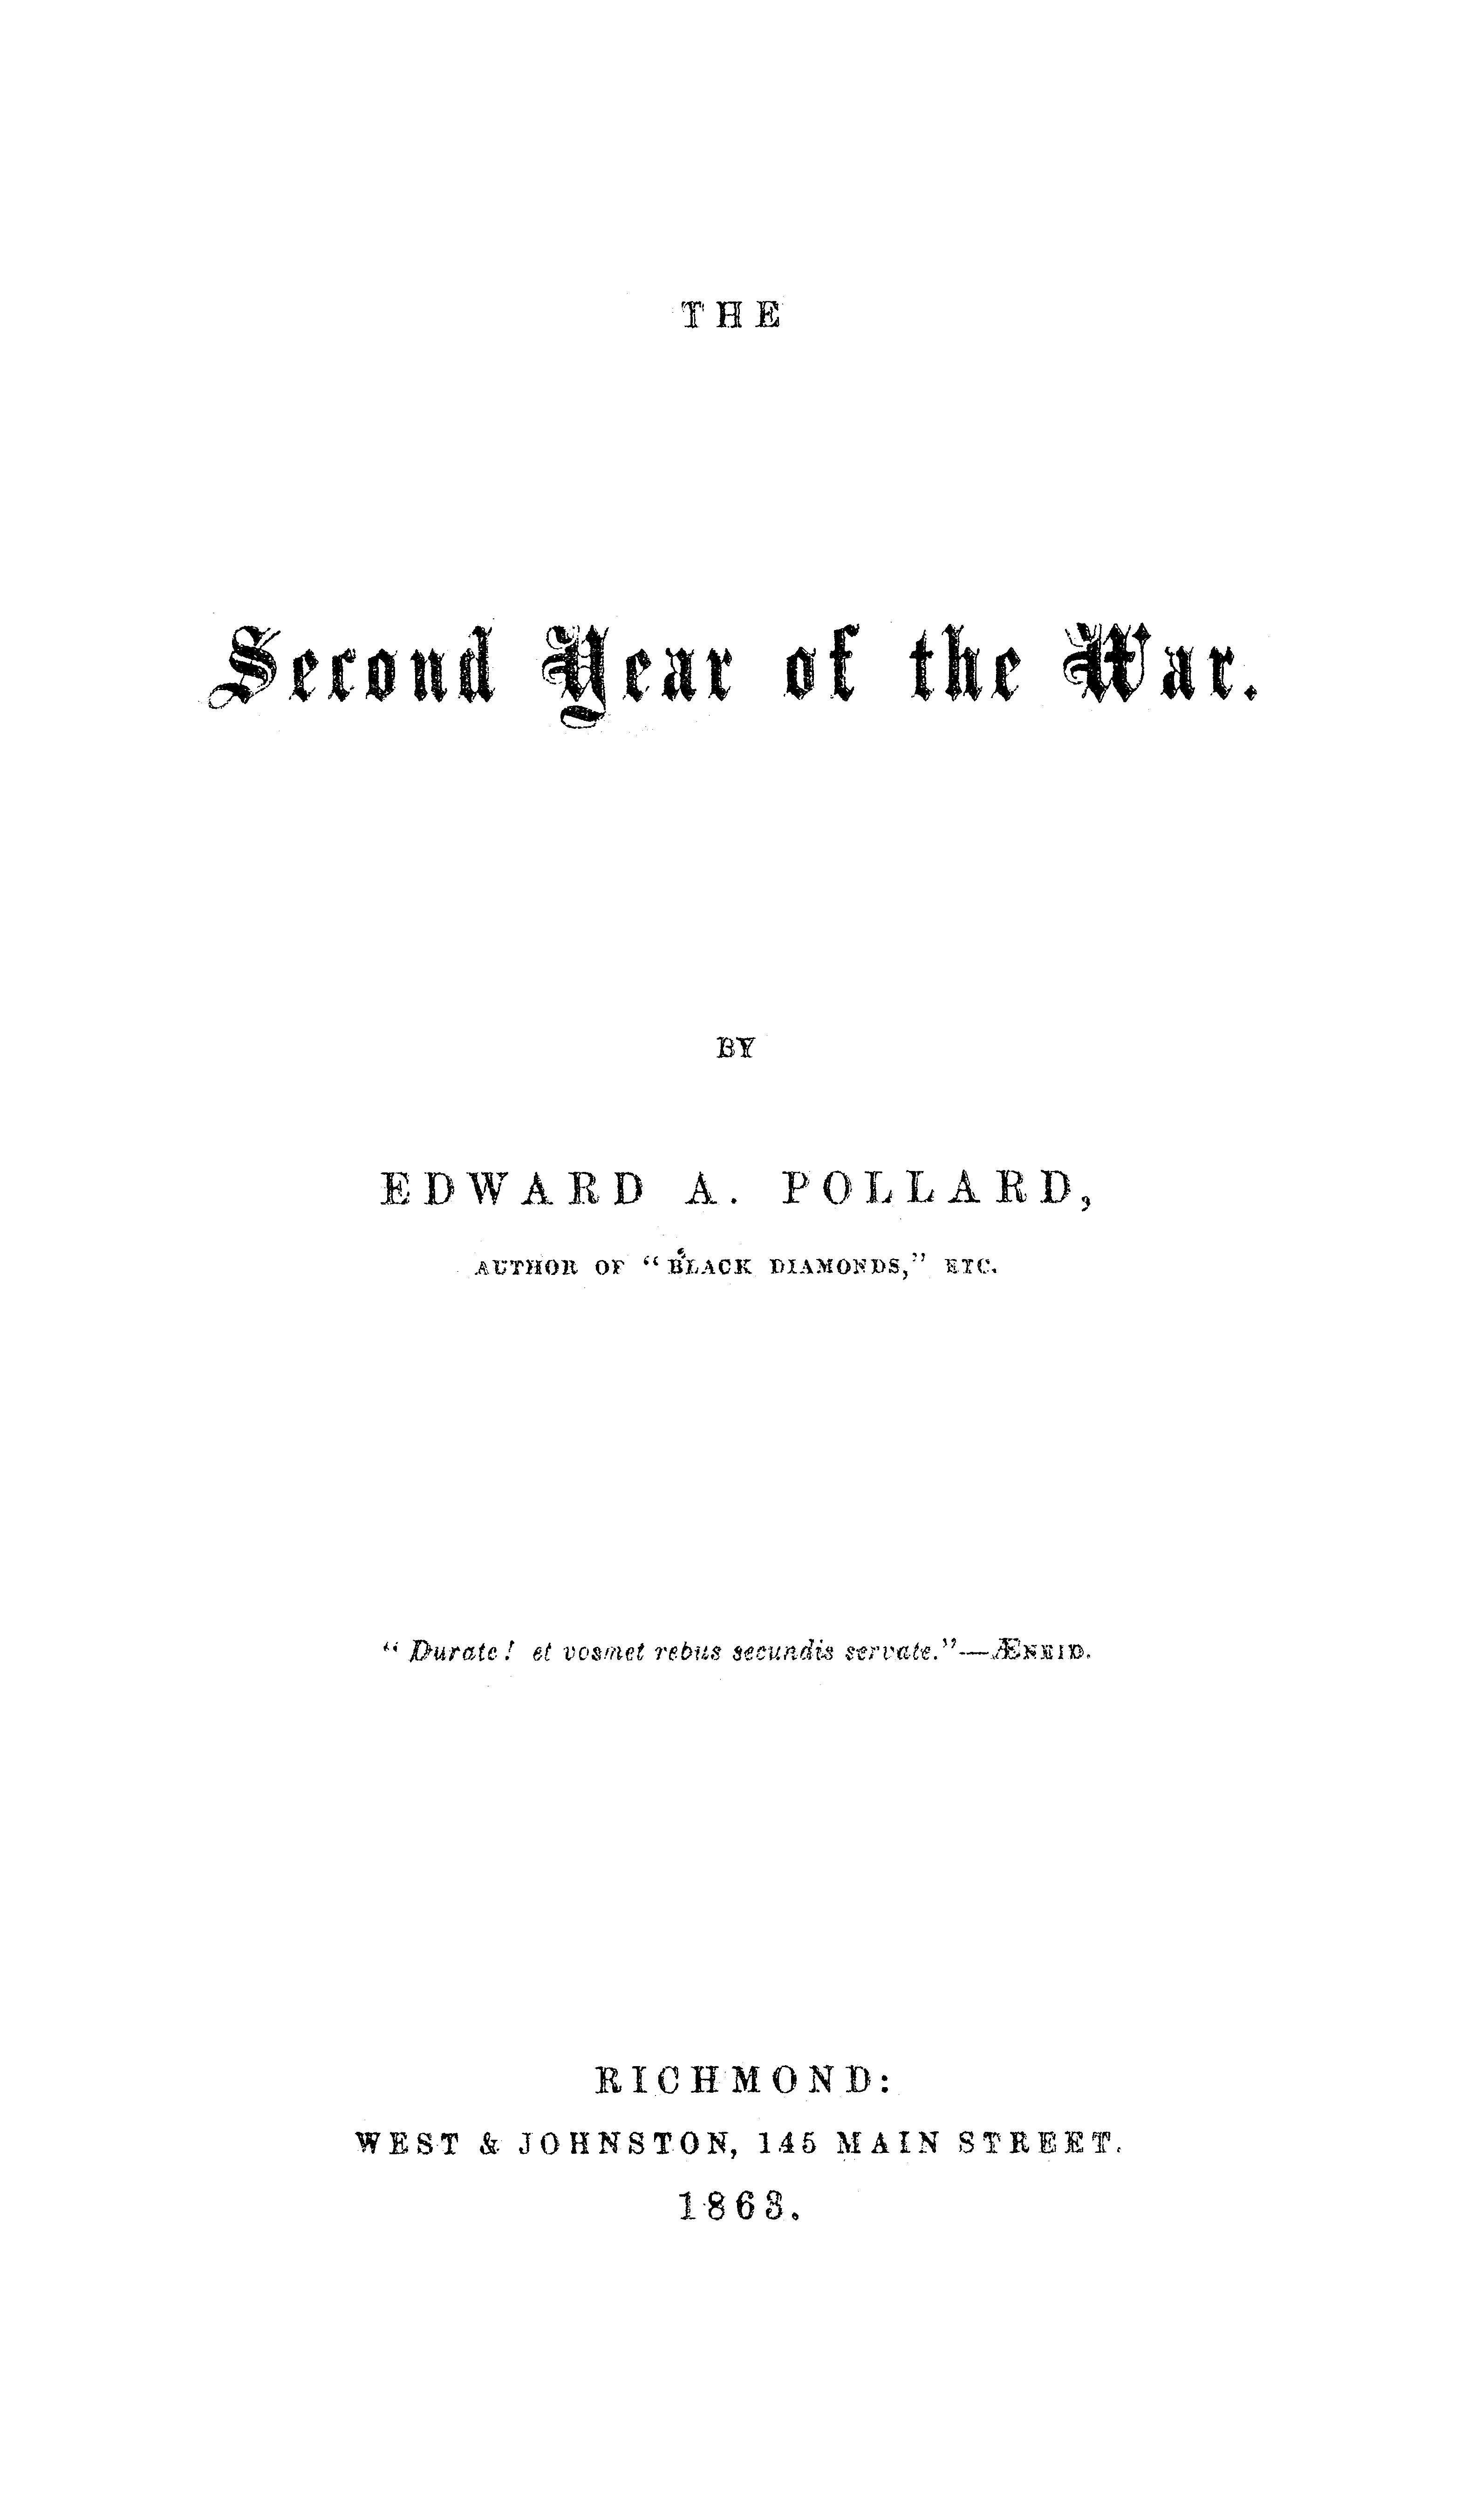 THE
Second Year of the War.
BY
EDWARD A. POLLARD,
AUTHOR OF "BLACK DIAMONDS," ETC.
"Durate! et vosmet rebus secundis servate."—ÆNEID.
RICHMOND:
WEST & JOHNSTON, 145 MAIN STREET.
1863.